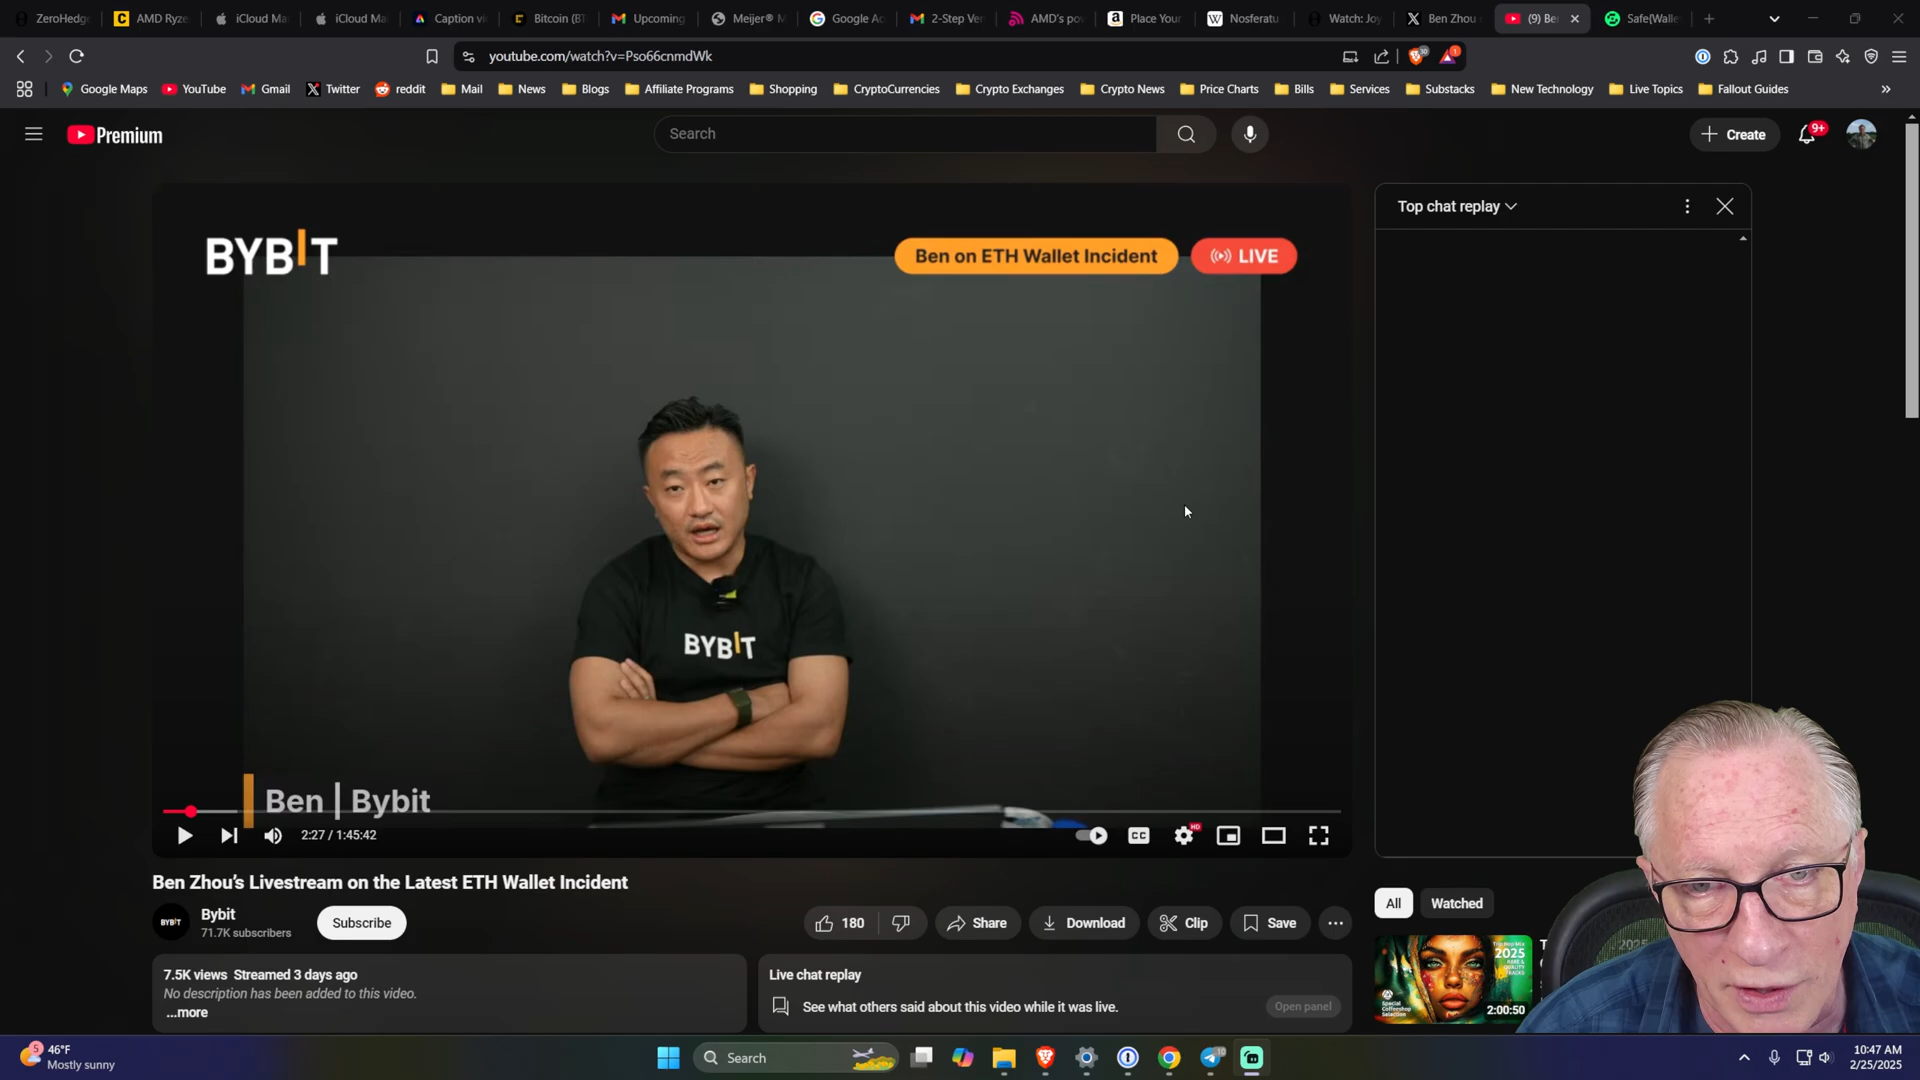 ZeroHedge
AMD Ryze
iCloud Ma
iCloud Ma
Caption vi
Bitcoin (BT
Upcoming
Meijer® M
Google Ac
2-Step Ver
AMD's po
Place Your
Nosferatu
Watch: Joy
Ben Zhou
(9) Be
Safe{Walle
youtube.com/watch?v=Pso66cnmdWk
Google Maps
YouTube
Gmail
Twitter
reddit
Mail
News
Blogs
Affiliate Programs
Shopping
CryptoCurrencies
Crypto Exchanges
Crypto News
Price Charts
Bills
Services
Substacks
New Technology
Live Topics
Fallout Guides
Premium
Search
Create
9+
BYBIT
Ben on ETH Wallet Incident
LIVE
Top chat replay
BYBIT
Ben | Bybit
2:27 / 1:45:42
CC
HD
Ben Zhou's Livestream on the Latest ETH Wallet Incident
BYBIT
Bybit
71.7K subscribers
Subscribe
180
Share
Download
Clip
Save
All
Watched
7.5K views Streamed 3 days ago
No description has been added to this video.
...more
Live chat replay
See what others said about this video while it was live.
Open panel
2025
2:00:50
5
46°F
Mostly sunny
Search
10:47 AM
2/25/2025